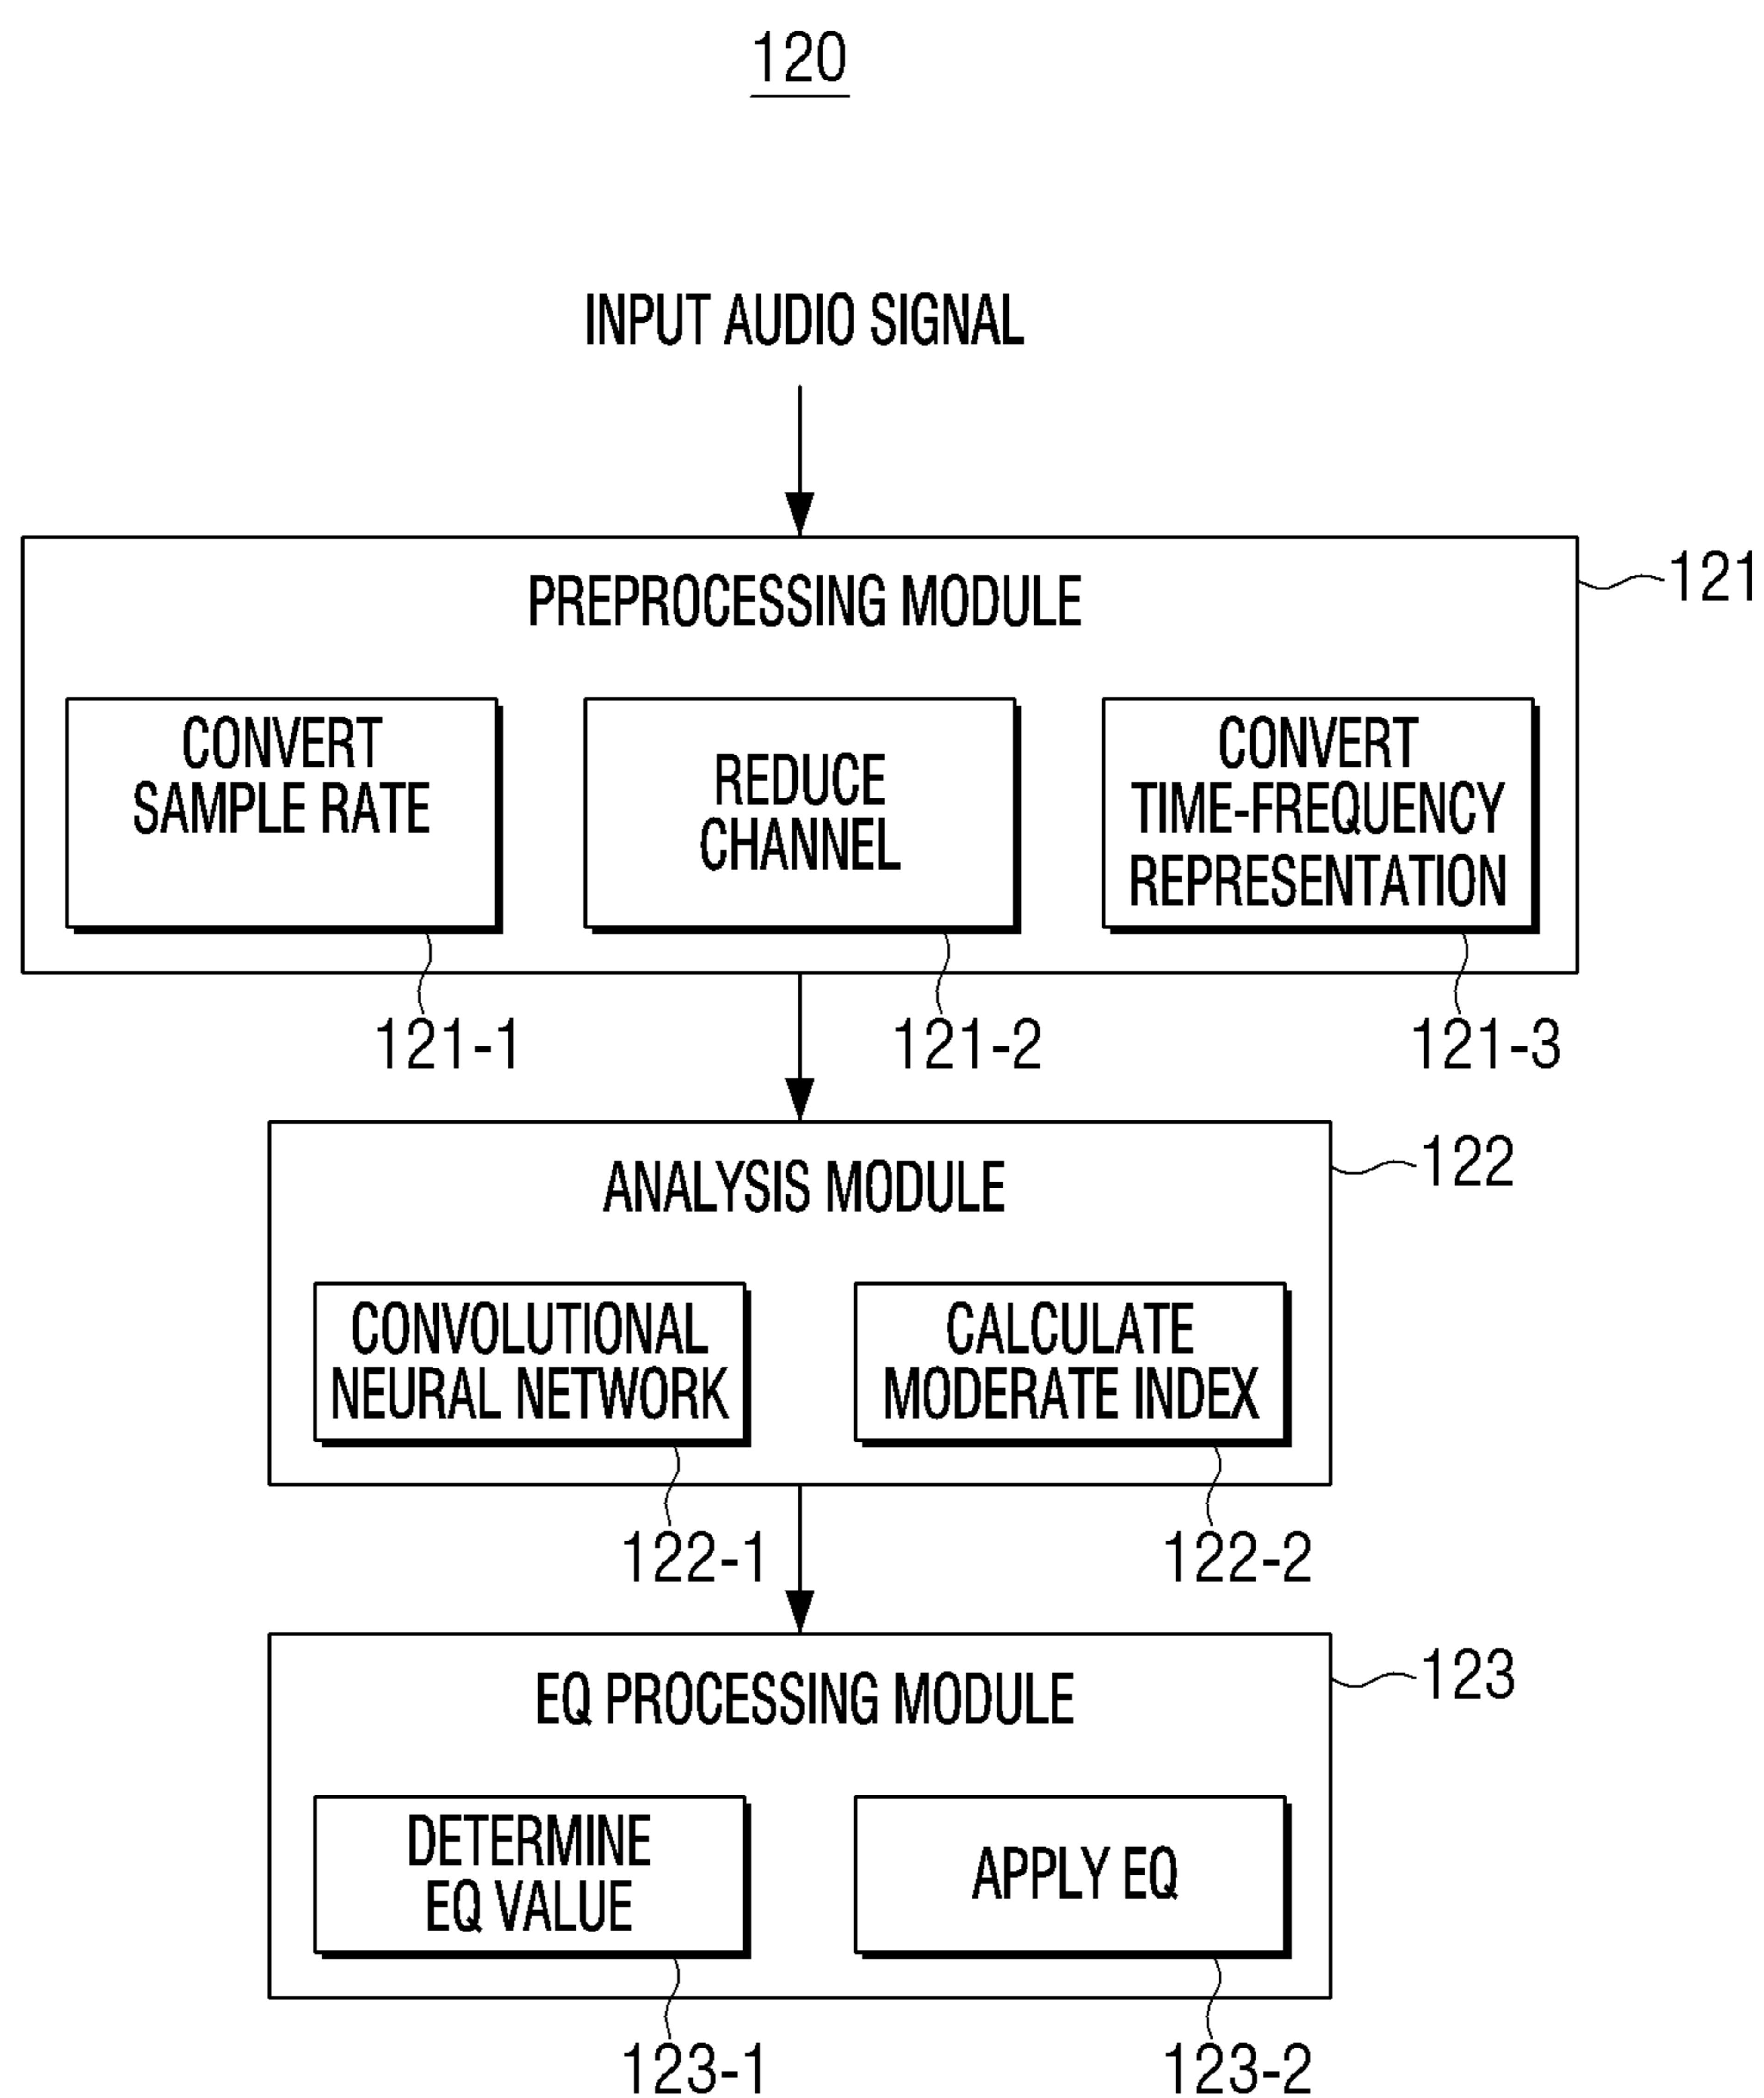 120
INPUT AUDIO SIGNAL
PREPROCESSING MODULE
121
CONVERT
SAMPLE RATE
121-1
REDUCE
CHANNEL
121-2
CONVERT
TIME-FREQUENCY
REPRESENTATION
121-3
ANALYSIS MODULE
122
CONVOLUTIONAL
NEURAL NETWORK
122-1
CALCULATE
MODERATE INDEX
122-2
EQ PROCESSING MODULE
123
DETERMINE
EQ VALUE
123-1
APPLY EQ
123-2